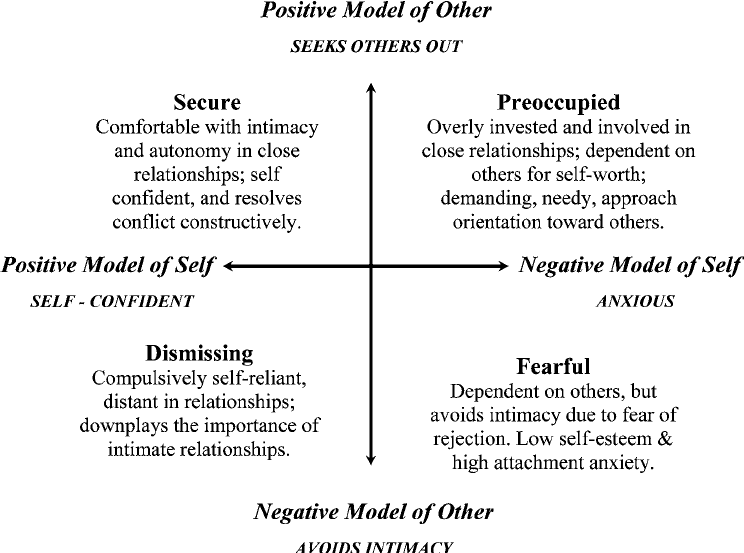 Positive Model of Other
SEEKS OTHERS OUT
Secure
Comfortable with intimacy
and autonomy in close
relationships; self
confident, and resolves
conflict constructively.
Preoccupied
Overly invested and involved in
close relationships; dependent on
others for self-worth;
demanding, needy, approach
orientation toward others.
Positive Model of Self
SELF - CONFIDENT
Negative Model of Self
ANXIOUS
Dismissing
Compulsively self-reliant,
distant in relationships;
downplays the importance of
intimate relationships.
Fearful
Dependent on others, but
avoids intimacy due to fear of
rejection. Low self-esteem &
high attachment anxiety.
Negative Model of Other
AVOIDS INTIMACY